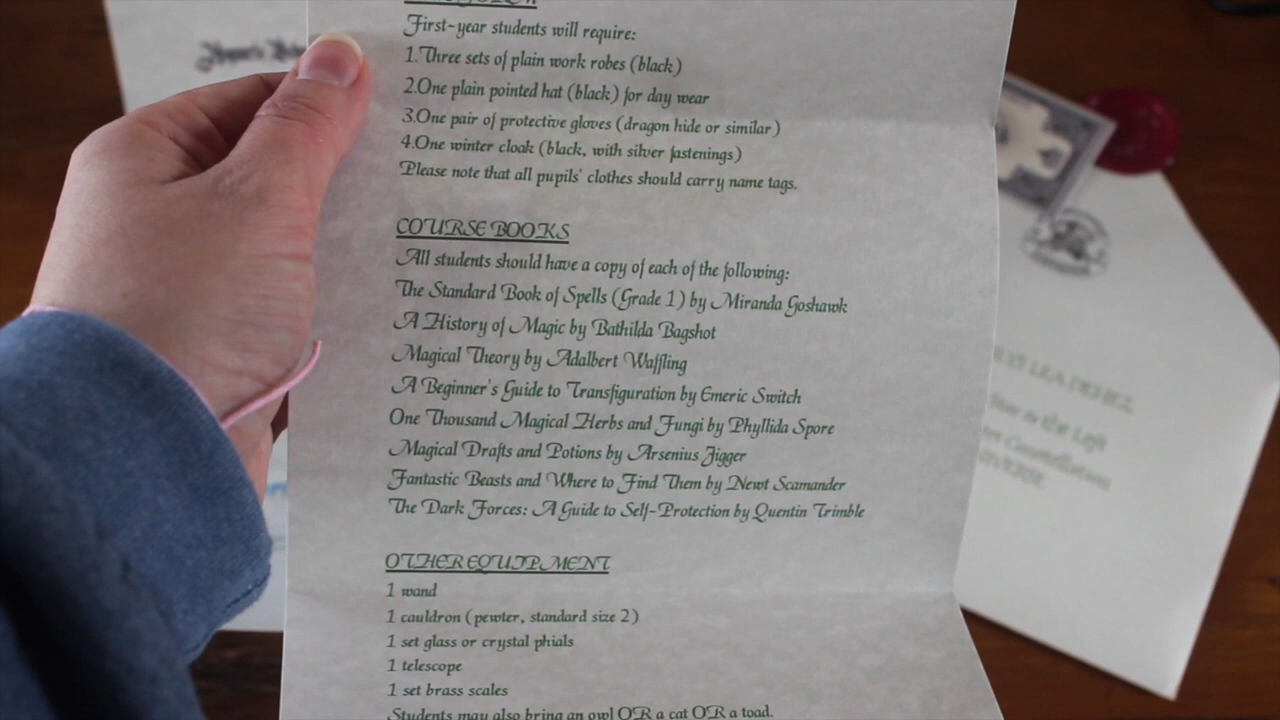 First-year students will require:
1.Three sets of plain work robes (black)
2.One plain pointed hat (black) for day wear
3.One pair of protective gloves (dragon hide or similar)
4.One winter cloak (black, with silver fastenings)
Please note that all pupils' clothes should carry name tags.
COURSE BOOKS
All students should have a copy of each of the following:
The Standard Book of Spells (Grade 1) by Miranda Goshawk
A History of Magic by Bathilda Bagshot
Magical Theory by Adalbert Waffling
A Beginner's Guide to Transfiguration by Emeric Switch
One Thousand Magical Herbs and Fungi by Phyllida Spore
Magical Drafts and Potions by Arsenius Jigger
Fantastic Beasts and Where to Find Them by Newt Scamander
The Dark Forces: A Guide to Self-Protection by Quentin Trimble
OTHER EQUIPMENT
1 wand
1 cauldron (pewter, standard size 2)
1 set glass or crystal phials
1 telescope
1 set brass scales
Students may also bring an owl OR a cat OR a toad.
on the Left